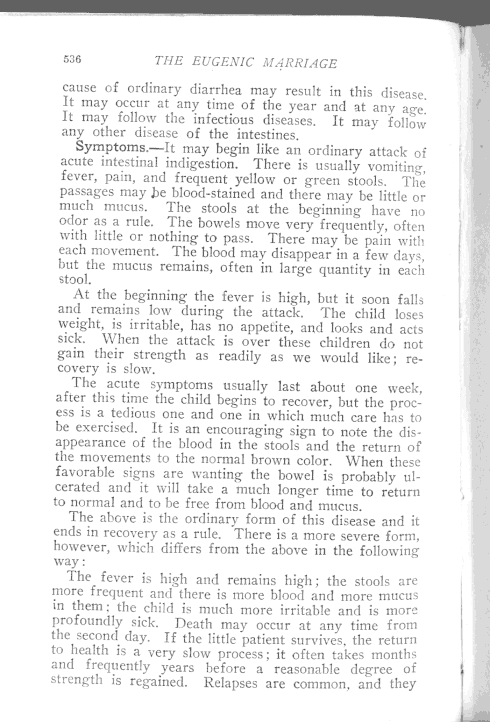 536
THE EUGENIC MARRIAGE
cause of ordinary diarrhea may result in this disease.
It may occur at any time of the year and at any age.
It may follow the infectious diseases. It may follow
any other disease of the intestines.
Symptoms.—It may begin like an ordinary attack of
acute intestinal indigestion. There is usually vomiting,
fever, pain, and frequent yellow or green stools. The
passages may be blood-stained and there may be little or
much mucus. The stools at the beginning have no
odor as a rule. The bowels move very frequently, often
with little or nothing to pass. There may be pain with
each movement. The blood may disappear in a few days,
but the mucus remains, often in large quantity in each
stool.
At the beginning the fever is high, but it soon falls
and remains low during the attack. The child loses
weight, is irritable, has no appetite, and looks and acts
sick. When the attack is over these children do not
gain their strength as readily as we would like; re-
covery is slow.
The acute symptoms usually last about one week,
after this time the child begins to recover, but the proc-
ess is a tedious one and one in which much care has to
be exercised. It is an encouraging sign to note the dis-
appearance of the blood in the stools and the return of
the movements to the normal brown color. When these
favorable signs are wanting the bowel is probably ul-
cerated and it will take a much longer time to return
to normal and to be free from blood and mucus.
The above is the ordinary form of this disease and it
ends in recovery as a rule. There is a more severe form,
however, which differs from the above in the following
way:
The fever is high and remains high; the stools are
more frequent and there is more blood and more mucus
in them; the child is much more irritable and is more
profoundly sick. Death may occur at any time from
the second day. If the little patient survives, the return
to health is a very slow process; it often takes months
and frequently years before a reasonable degree of
strength is regained. Relapses are common, and they